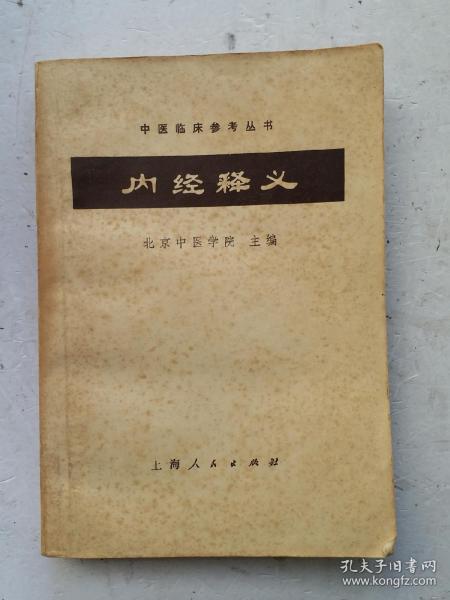 中医临床参考丛书
内经释义
北京中医学院 主编
上海人民出版社
孔夫子旧书网
www.kongfz.com